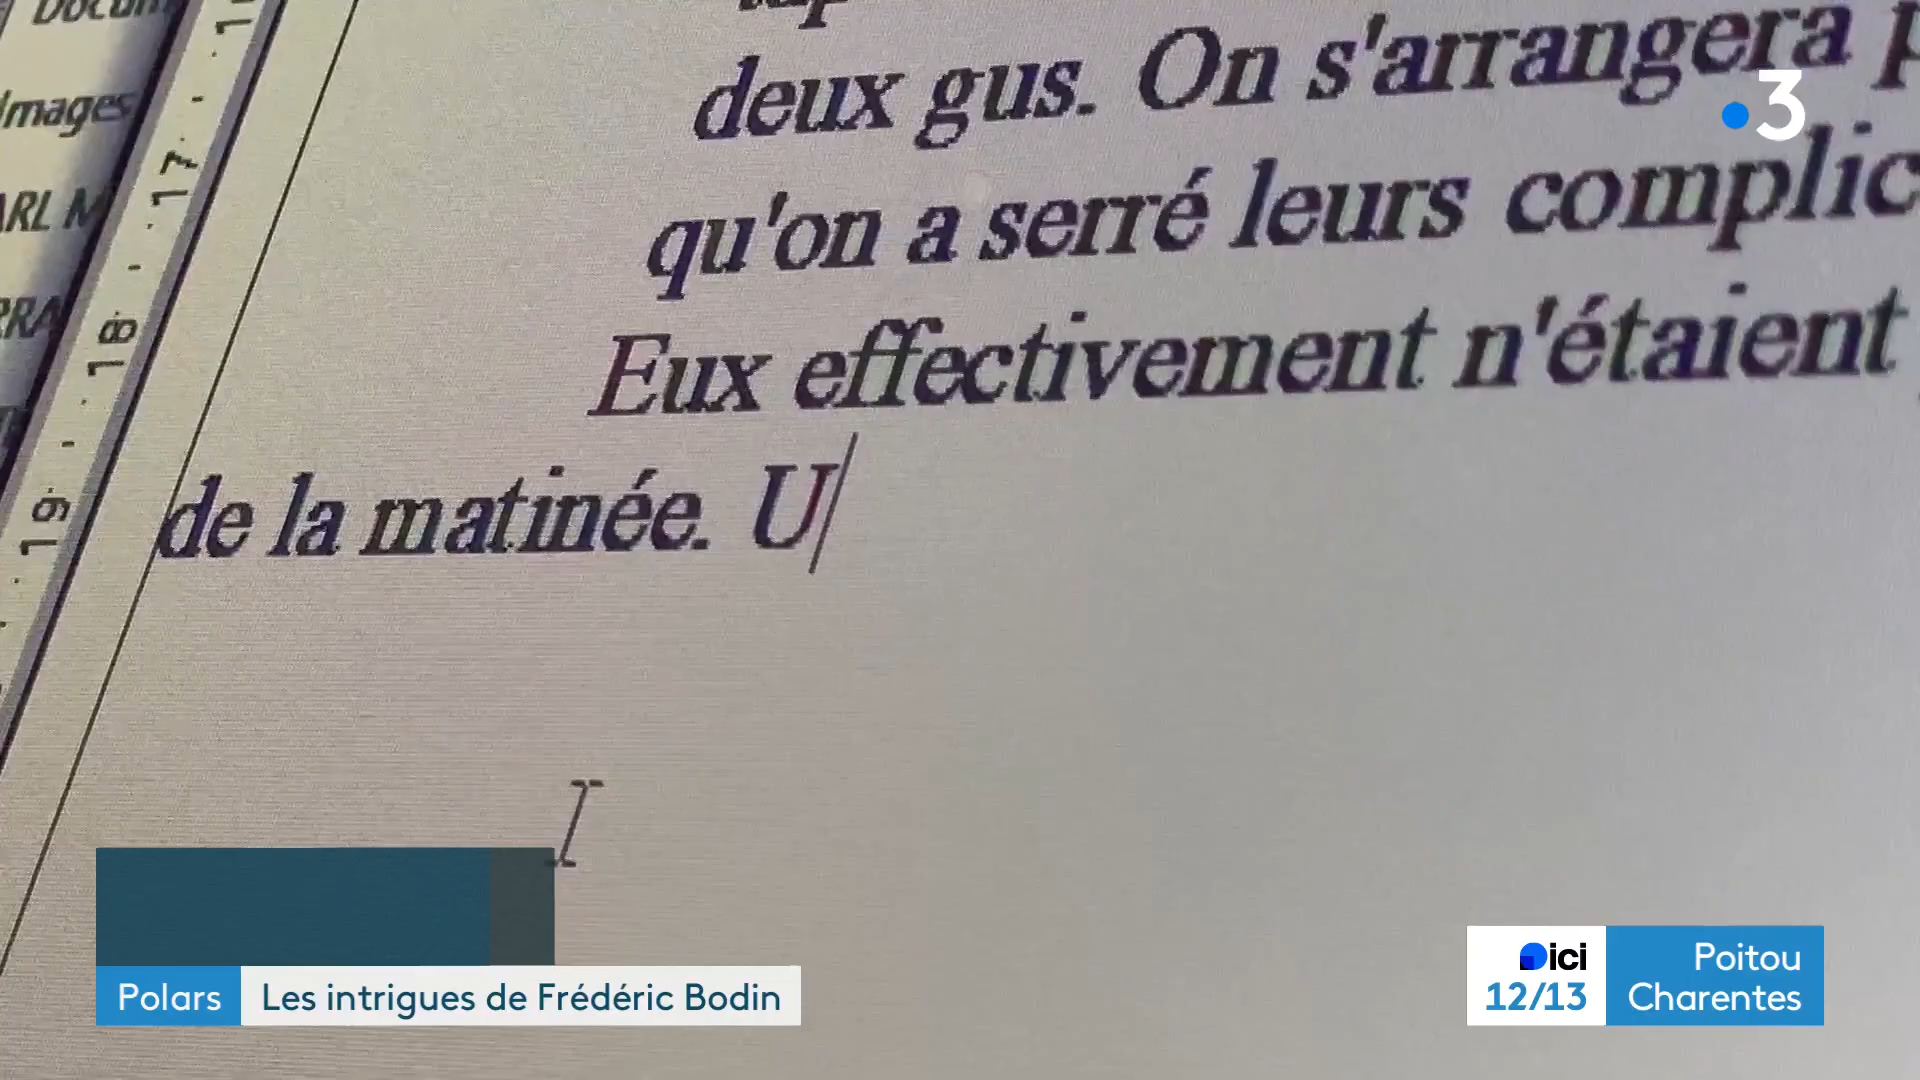 Images
17
18
19
deux gus. On s'arrangera
qu'on a serré leurs
Eux effectivement n'étaient
de la matinée. U
3
Polars
Les intrigues de Frédéric Bodin
ici
12/13
Poitou
Charentes